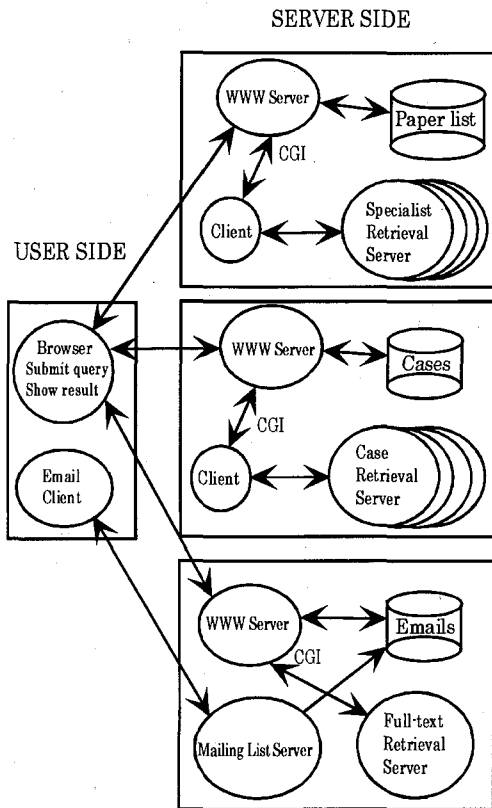 SERVER SIDE
WWW Server
Paper list
CGI
Client
Specialist
Retrieval
Server
USER SIDE
Browser
Submit query
Show result
Email
Client
WWW Server
Cases
CGI
Client
Case
Retrieval
Server
WWW Server
Emails
CGI
Mailing List Server
Full-text
Retrieval
Server